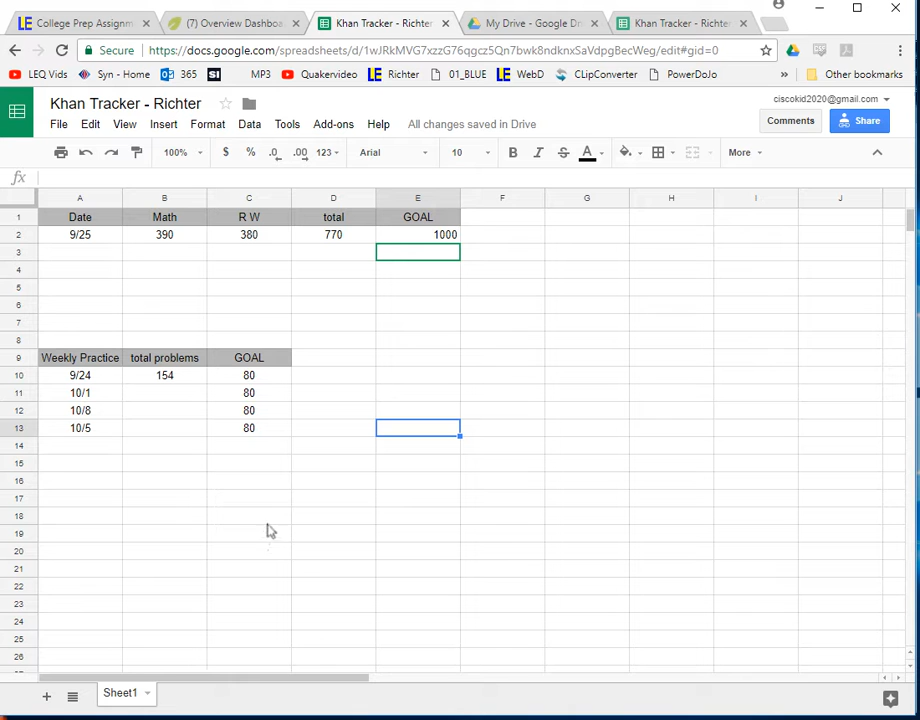 College Prep Assignm
(7) Overview Dashboa
Khan Tracker - Richter
My Drive - Google Dri
Khan Tracker - Richter
Secure
https://docs.google.com/spreadsheets/d/1wJRkMVG7xzzG76qgcz5Qn7bwk8ndknxSaVdpgBecWeg/edit#gid=0
LEQ Vids Syn - Home 365 SI MP3 Quakervideo Richter 01_BLUE WebD ClipConverter PowerDoJo » Other bookmarks
Khan Tracker - Richter
ciscokid2020@gmail.com
File Edit View Insert Format Data Tools Add-ons Help All changes saved in Drive
Comments Share
100% $ % .0 .00 123 Arial 10 B I S A More
fx
A B C D E F G H I J
1 Date Math R W total GOAL
2 9/25 390 380 770 1000
3
4
5
6
7
8
9 Weekly Practice total problems GOAL
10 9/24 154 80
11 10/1 80
12 10/8 80
13 10/5 80
14
15
16
17
18
19
20
21
22
23
24
25
26
Sheet1